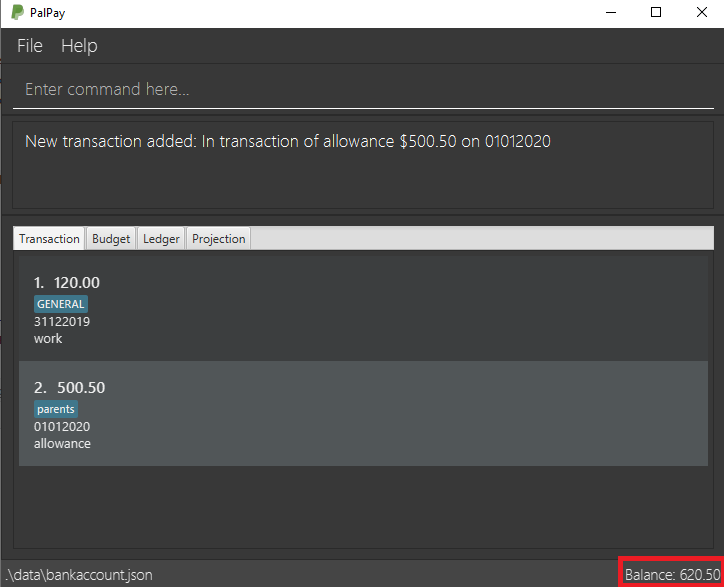 PalPay
File Help
Enter command here...
New transaction added: In transaction of allowance $500.50 on 01012020
Transaction Budget Ledger Projection
1. 120.00
GENERAL
31122019
work
2. 500.50
parents
01012020
allowance
.\data\bankaccount.json Balance: 620.50